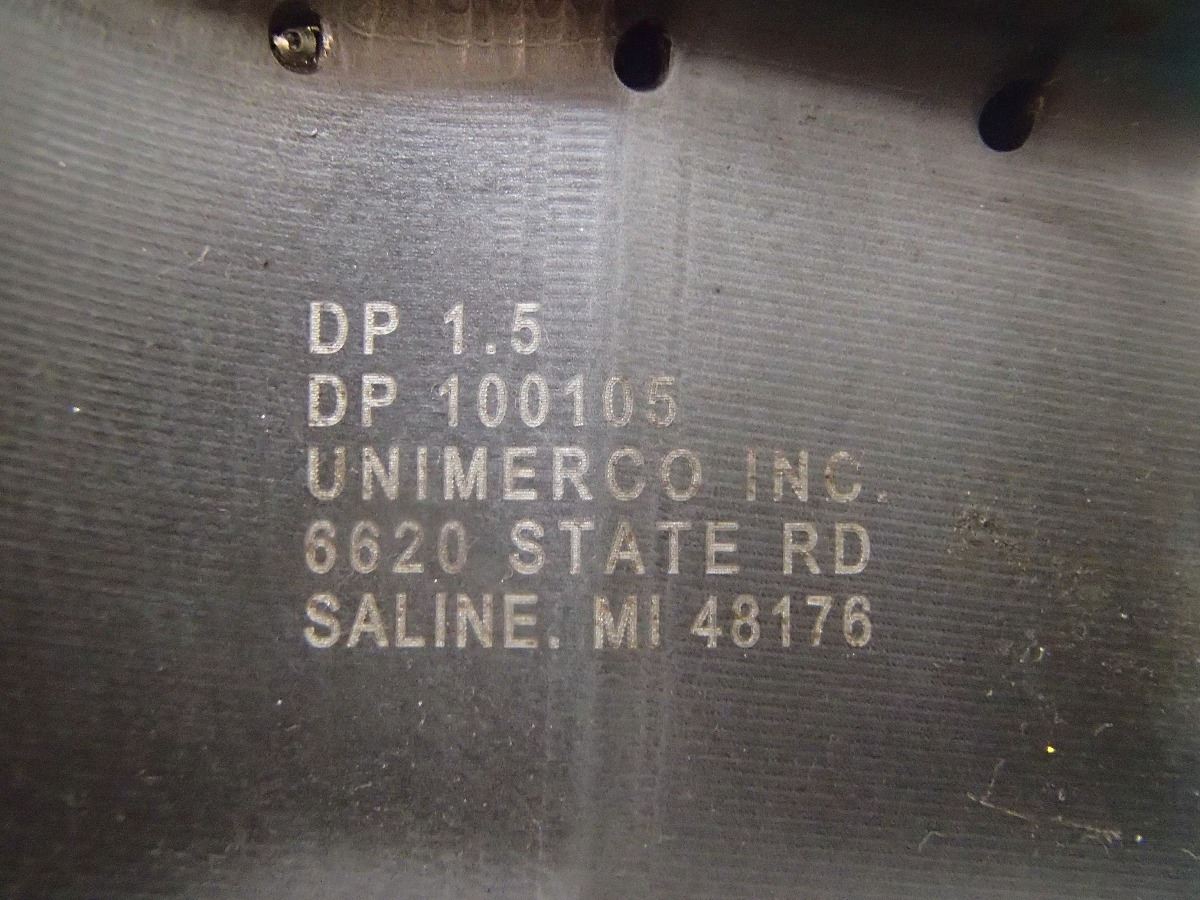 DP 1.5
DP 100105
UNIMERCO INC.
6620 STATE RD
SALINE. MI 48176